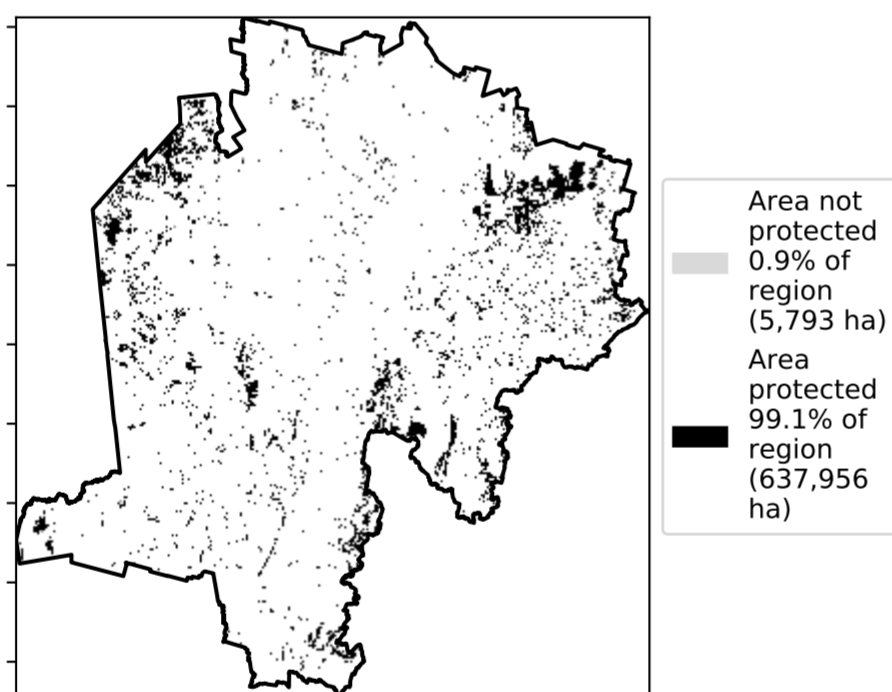 Area not
protected
0.9% of
region
(5,793 ha)
Area
protected
99.1% of
region
(637,956
ha)